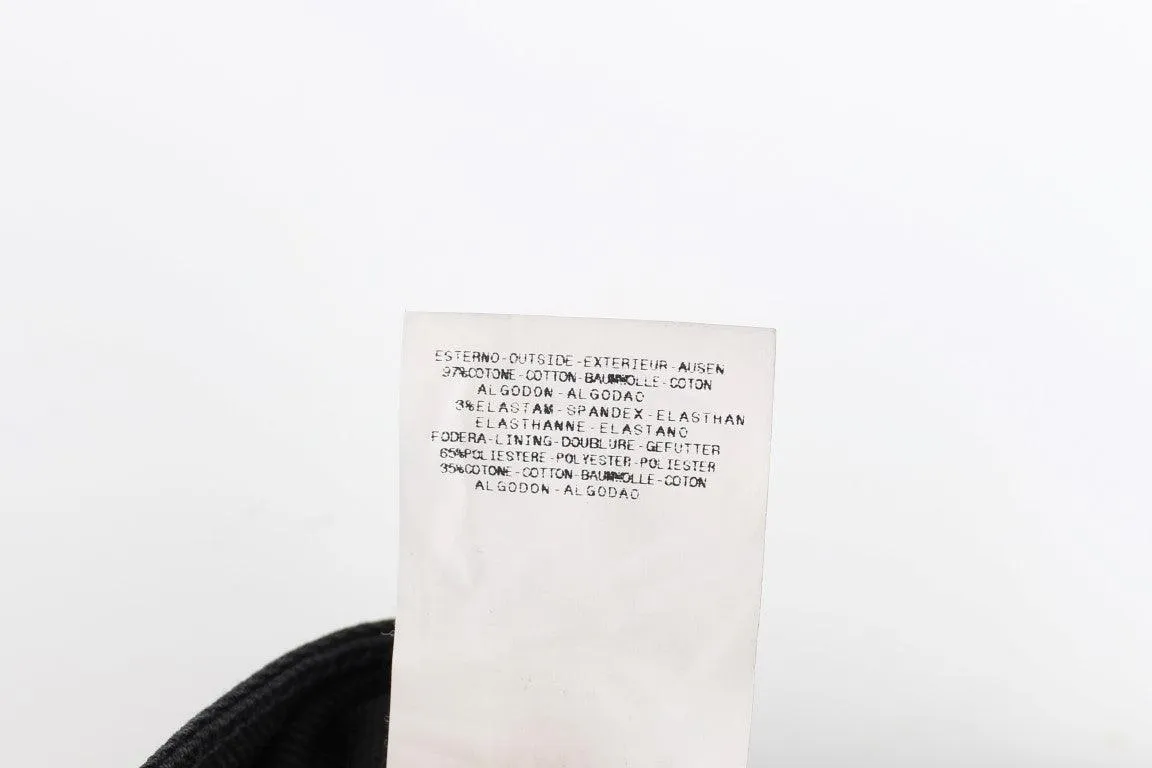 ESTERNO-OUTSIDE-EXTERIEUR-AUSEN
97%COTONE-COTTON-BAUMWOLLE-COTON
ALGODON-ALGODAO
3%ELASTAM-SPANDEX-ELASTHAN
ELASTHANNE-ELASTANO
FODERA-LINING-DOUBLURE-GEFUTTER
65%POLIESTERE-POLYESTER-POLIESTER
35%COTONE-COTTON-BAUMWOLLE-COTON
ALGODON-ALGODAO